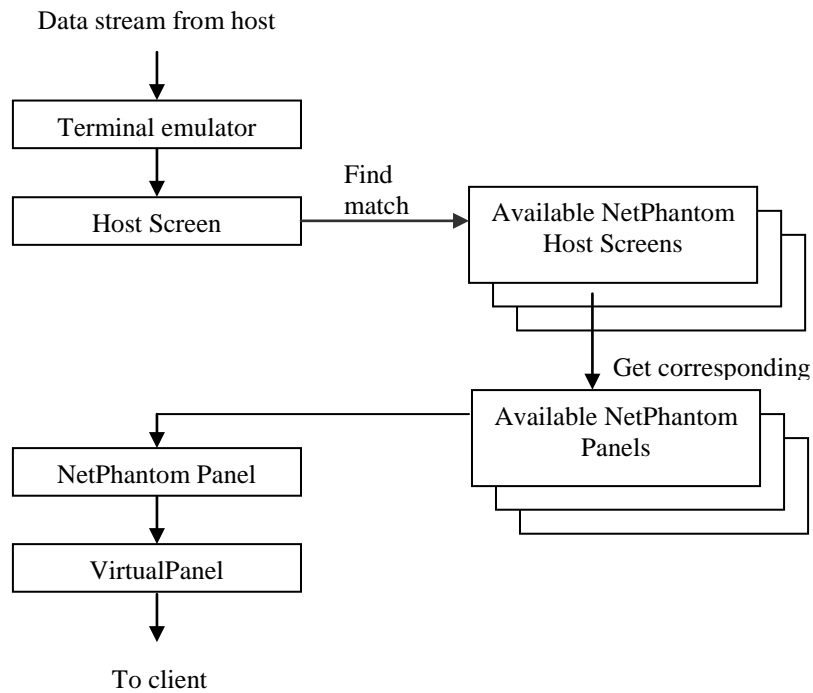 Data stream from host
Terminal emulator
Find
match
Host Screen
Available NetPhantom
Host Screens
Get corresponding
Available NetPhantom
Panels
NetPhantom Panel
VirtualPanel
To client